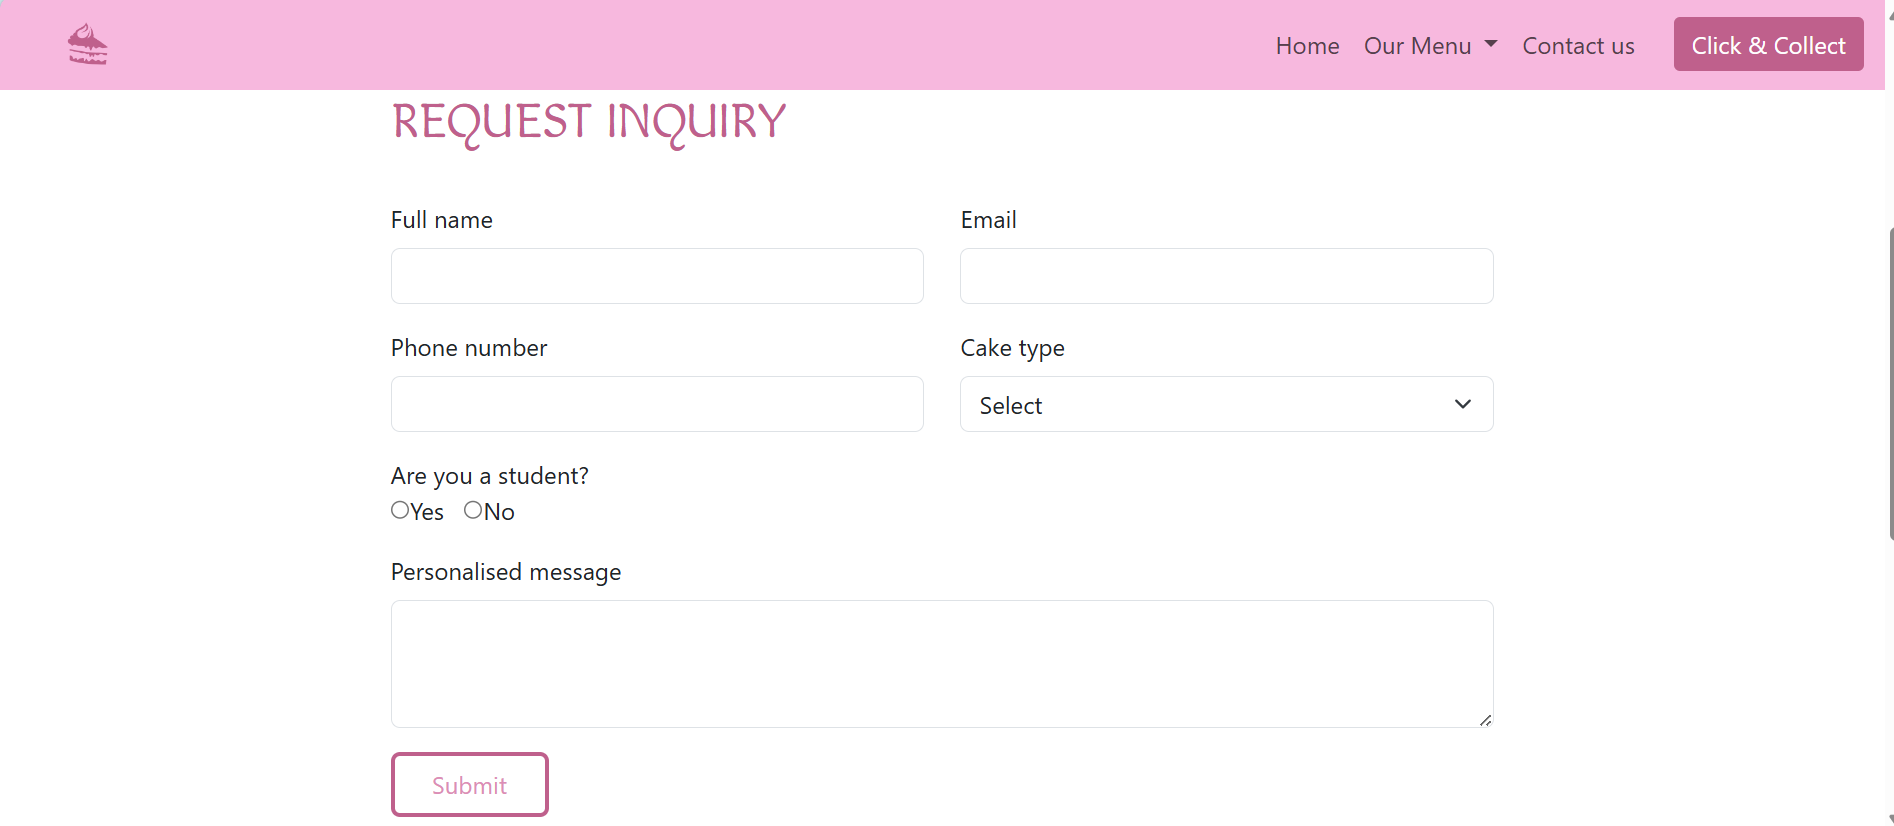 Home Our Menu Contact us Click & Collect
REQUEST INQUIRY
Full name Email
Phone number Cake type
Select
Are you a student?
Yes No
Personalised message
Submit